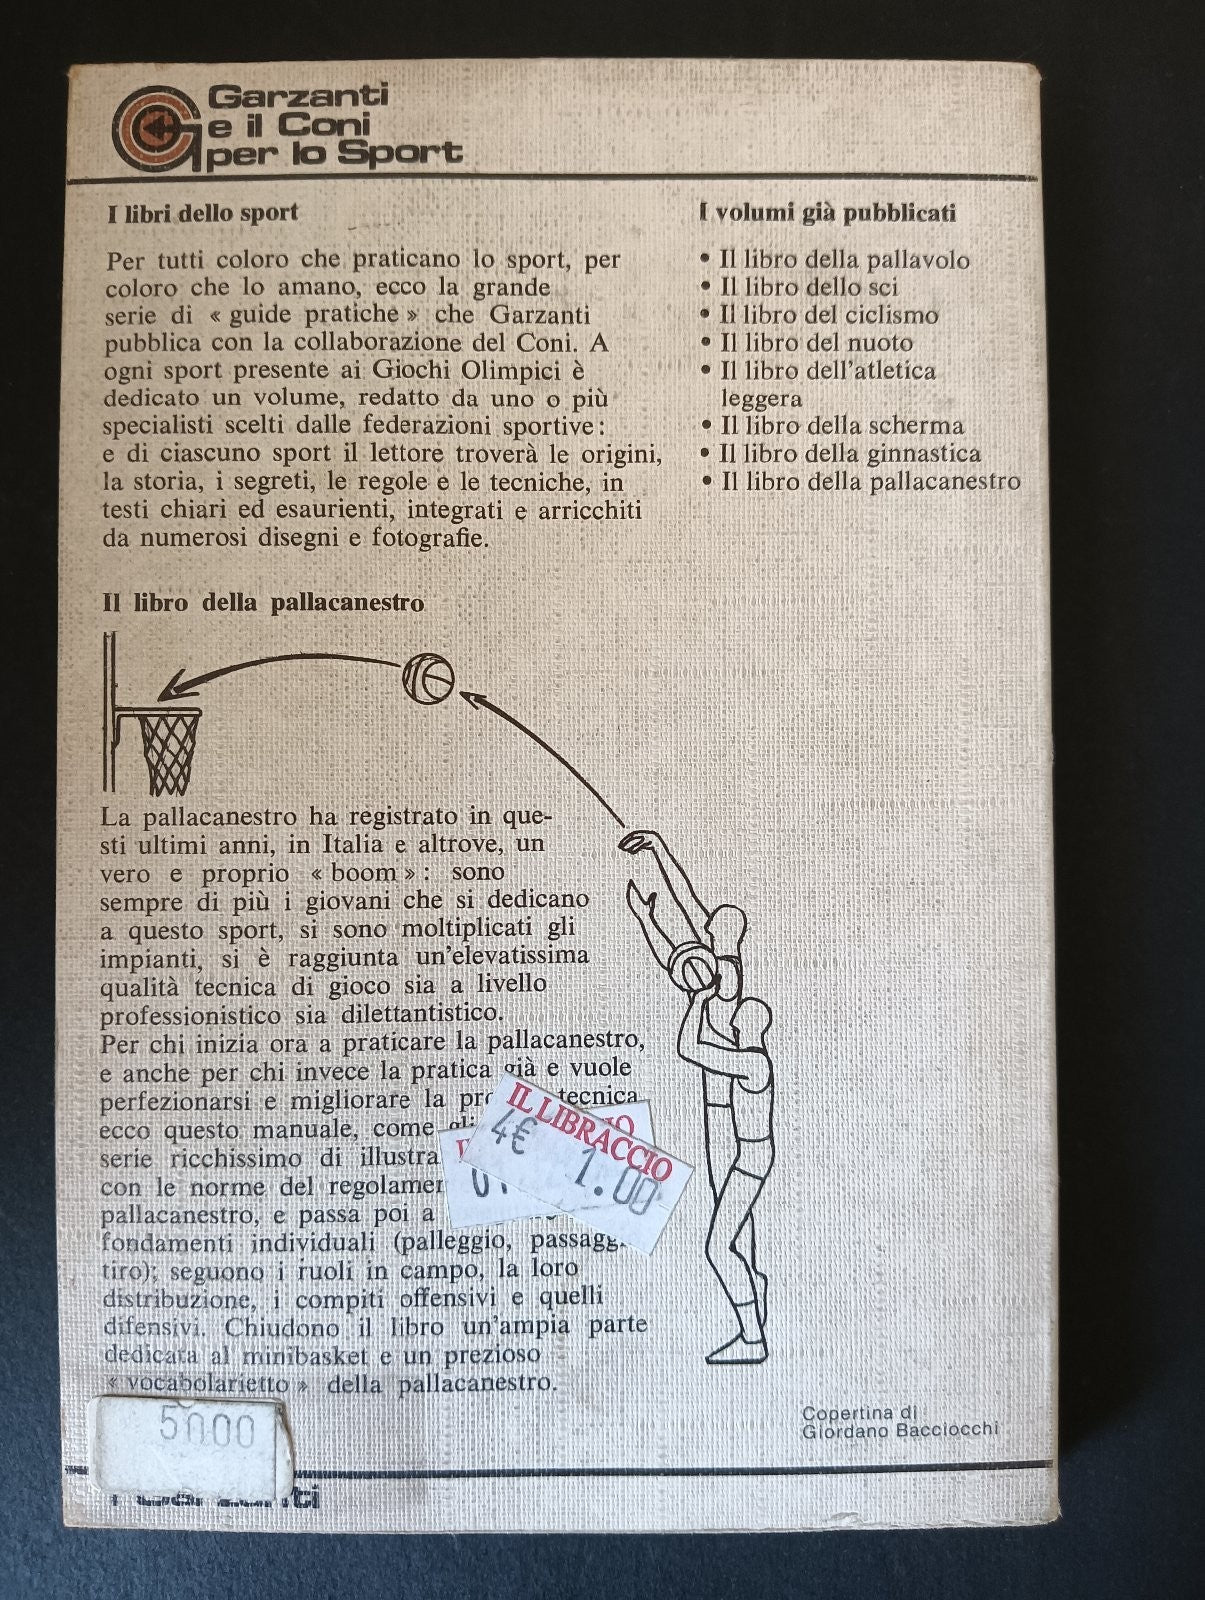 Garzanti
e il Coni
per lo Sport
I libri dello sport
Per tutti coloro che praticano lo sport, per
coloro che lo amano, ecco la grande
serie di « guide pratiche » che Garzanti
pubblica con la collaborazione del Coni. A
ogni sport presente ai Giochi Olimpici è
dedicato un volume, redatto da uno o più
specialisti scelti dalle federazioni sportive:
e di ciascuno sport il lettore troverà le origini,
la storia, i segreti, le regole e le tecniche, in
testi chiari ed esaurienti, integrati e arricchiti
da numerosi disegni e fotografie.
I volumi già pubblicati
• Il libro della pallavolo
• Il libro dello sci
• Il libro del ciclismo
• Il libro del nuoto
• Il libro dell'atletica
leggera
• Il libro della scherma
• Il libro della ginnastica
• Il libro della pallacanestro
Il libro della pallacanestro
La pallacanestro ha registrato in que-
sti ultimi anni, in Italia e altrove, un
vero e proprio « boom » : sono
sempre di più i giovani che si dedicano
a questo sport, si sono moltiplicati gli
impianti, si è raggiunta un'elevatissima
qualità tecnica di gioco sia a livello
professionistico sia dilettantistico.
Per chi inizia ora a praticare la pallacanestro,
e anche per chi invece la pratica già e vuole
perfezionarsi e migliorare la tecnica
ecco questo manuale, come
serie ricchissimo di
con le norme del
pallacanestro, e passa poi a
fondamenti individuali (palleggio,
tiro); seguono i ruoli in campo, la loro
distribuzione, i compiti offensivi e quelli
difensivi. Chiudono il libro un'ampia parte
dedicata al minibasket e un prezioso
« vocabolarietto » della pallacanestro.
IL LIBRACCIO
4€ 1.00
5000
Copertina di
Giordano Bacciocchi